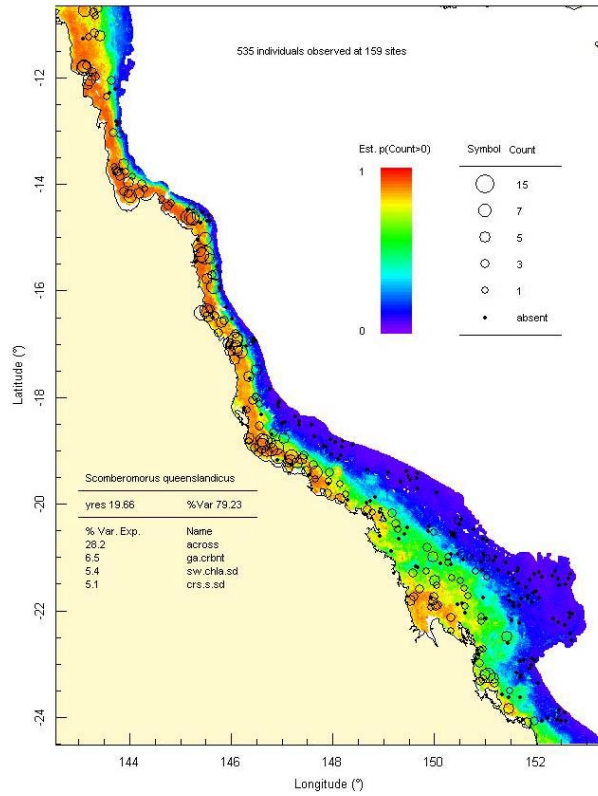 535 individuals observed at 159 sites
Est. p(Count>0)
1
0
Symbol Count
15
7
5
3
1
absent
-12
-14
-16
-18
-20
-22
-24
Latitude (°)
Scomberomorus queenslandicus
yres 19.66 %Var 79.23
% Var. Exp. Name
28.2 across
6.5 ga.crbnt
5.4 sw.chla.sd
5.1 crs.s.sd
144 146 148 150 152
Longitude (°)